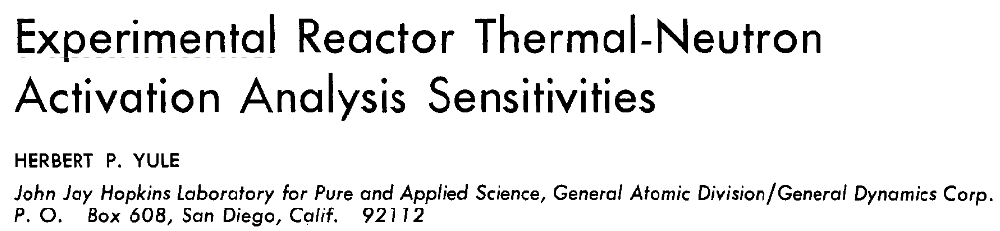 Experimental Reactor Thermal-Neutron
Activation Analysis Sensitivities
HERBERT P. YULE
John Jay Hopkins Laboratory for Pure and Applied Science, General Atomic Division/General Dynamics Corp.
P. O. Box 608, San Diego, Calif. 92112